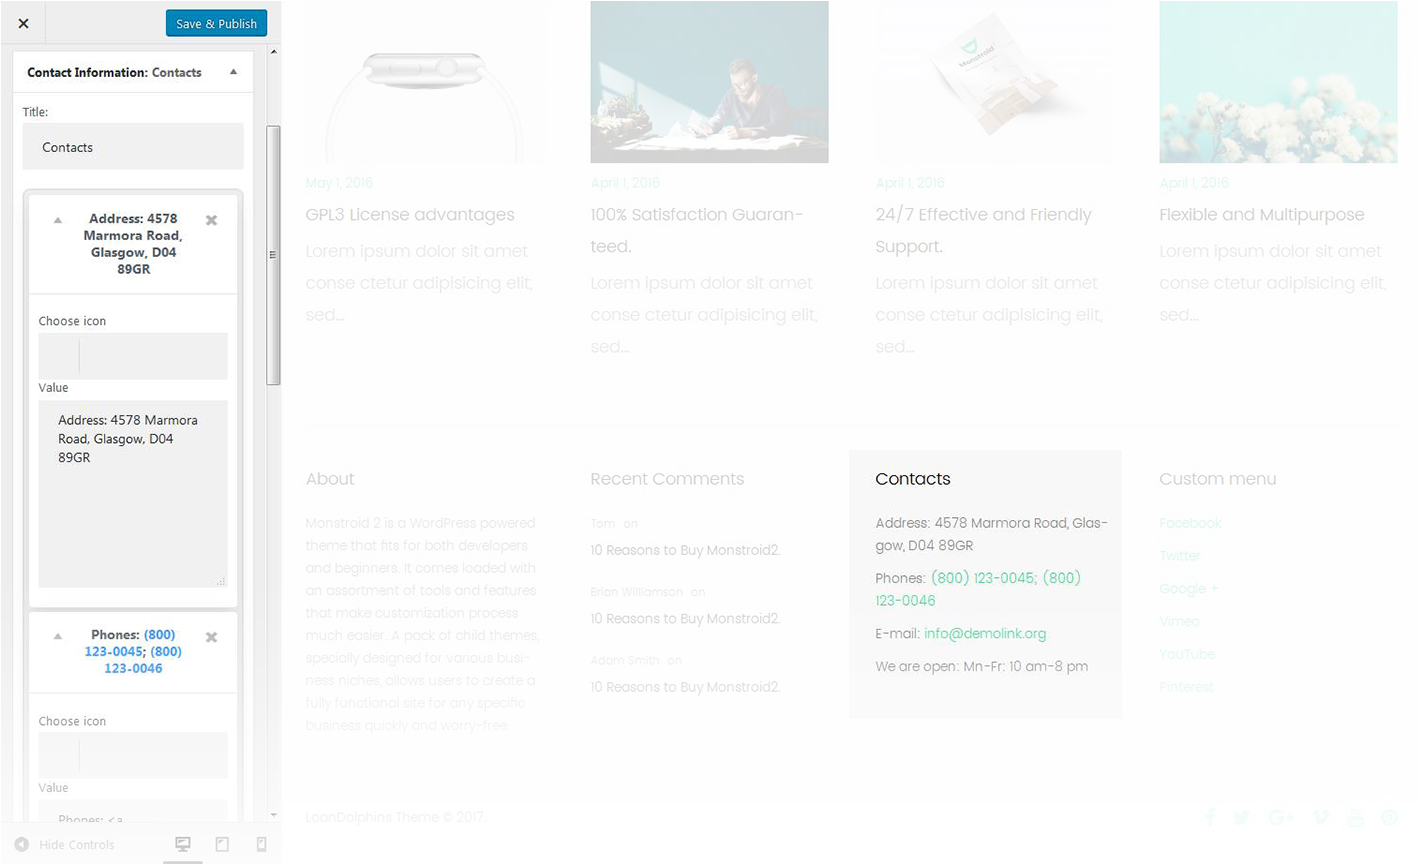 Save & Publish
Contact Information: Contacts
Title:
Contacts
Address: 4578
Marmora Road,
Glasgow, D04
89GR
Choose icon
Value
Address: 4578 Marmora
Road, Glasgow, D04
89GR
Phones: (800)
123-0045; (800)
123-0046
Choose icon
Value
Phones: <a
Hide Controls
Monstroid
May 1, 2016
GPL3 License advantages
Lorem ipsum dolor sit amet
conse ctetur adipisicing elit,
sed...
April 1, 2016
100% Satisfaction Guaran-
teed.
Lorem ipsum dolor sit amet
conse ctetur adipisicing elit,
sed...
April 1, 2016
24/7 Effective and Friendly
Support.
Lorem ipsum dolor sit amet
conse ctetur adipisicing elit,
sed...
April 1, 2016
Flexible and Multipurpose
Lorem ipsum dolor sit amet
conse ctetur adipisicing elit,
sed...
About
Monstroid 2 is a WordPress powered
theme that fits for both developers
and beginners. It comes loaded with
an assortment of tools and features
that make customization process
much easier. A pack of child themes,
specially designed for various busi-
ness niches, allows users to create a
fully functional site for any specific
business quickly and worry-free.
Recent Comments
Tom on
10 Reasons to Buy Monstroid2.
Brian Williamson on
10 Reasons to Buy Monstroid2.
Adam Smith on
10 Reasons to Buy Monstroid2.
Contacts
Address: 4578 Marmora Road, Glas-
gow, D04 89GR
Phones: (800) 123-0045; (800)
123-0046
E-mail: info@demolink.org
We are open: Mn-Fr: 10 am-8 pm
Custom menu
Facebook
Twitter
Google +
Vimeo
YouTube
Pinterest
LoonDolphins Theme © 2017.